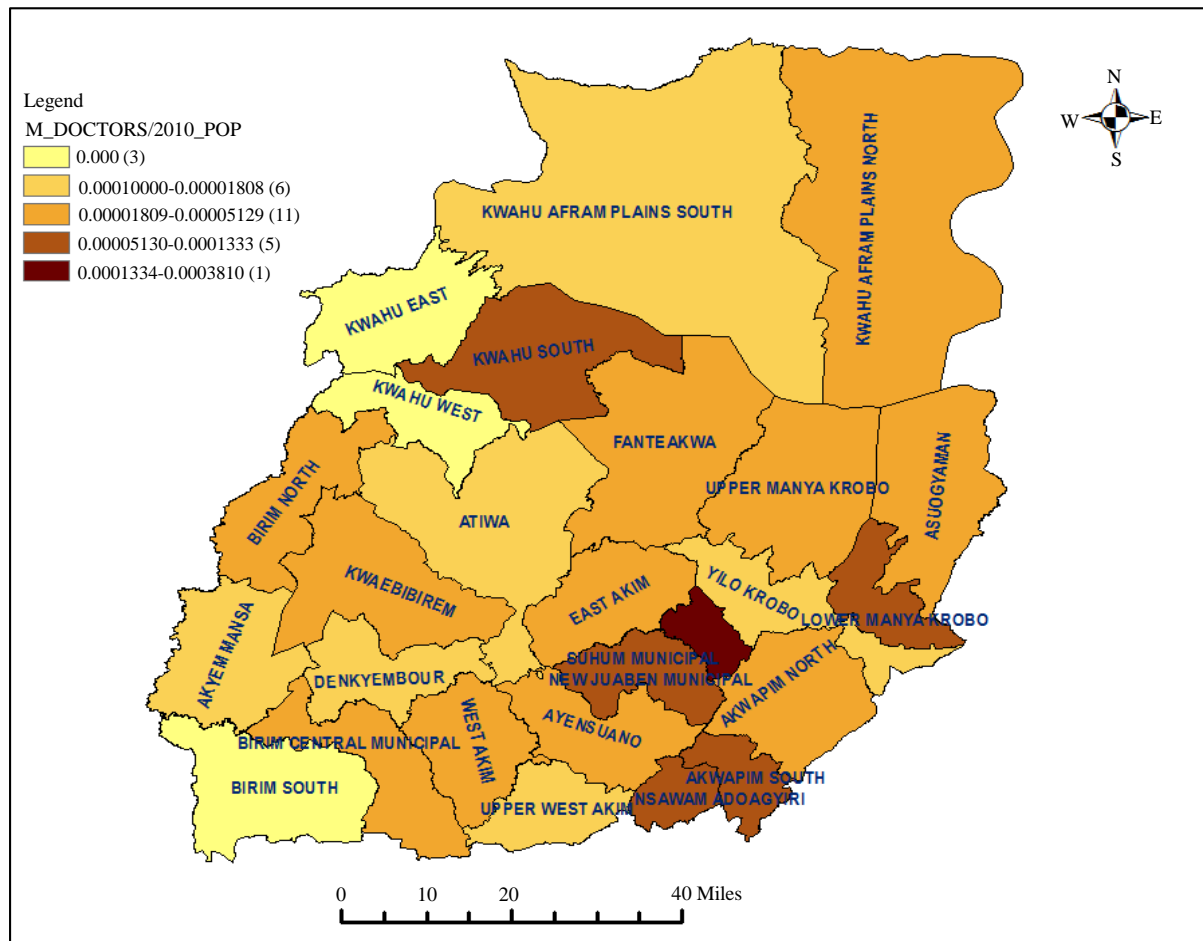 Legend
M_DOCTORS/2010_POP
0.000 (3)
0.00010000-0.00001808 (6)
0.00001809-0.00005129 (11)
0.00005130-0.0001333 (5)
0.0001334-0.0003810 (1)
N
W
E
S
KWAHU AFRAM PLAINS SOUTH
KWAHU AFRAM PLAINS NORTH
KWAHU EAST
KWAHU SOUTH
KWAHU WEST
FANTEAKWA
UPPER MANYA KROBO
ASUOGYAMAN
BIRIM NORTH
ATIWA
KWAEBIBIREM
EAST AKIM
YILO KROBO
LOWER MANYA KROBO
AKYEM MANSA
DENKYEMBOUR
SUHUM MUNICIPAL
NEW JUABEN MUNICIPAL
AKWAPIM NORTH
WEST AKIM
AYENSUANO
BIRIM CENTRAL MUNICIPAL
BIRIM SOUTH
UPPER WEST AKIM
AKWAPIM SOUTH
NSAWAM ADOAGYIRI
0
10
20
40 Miles